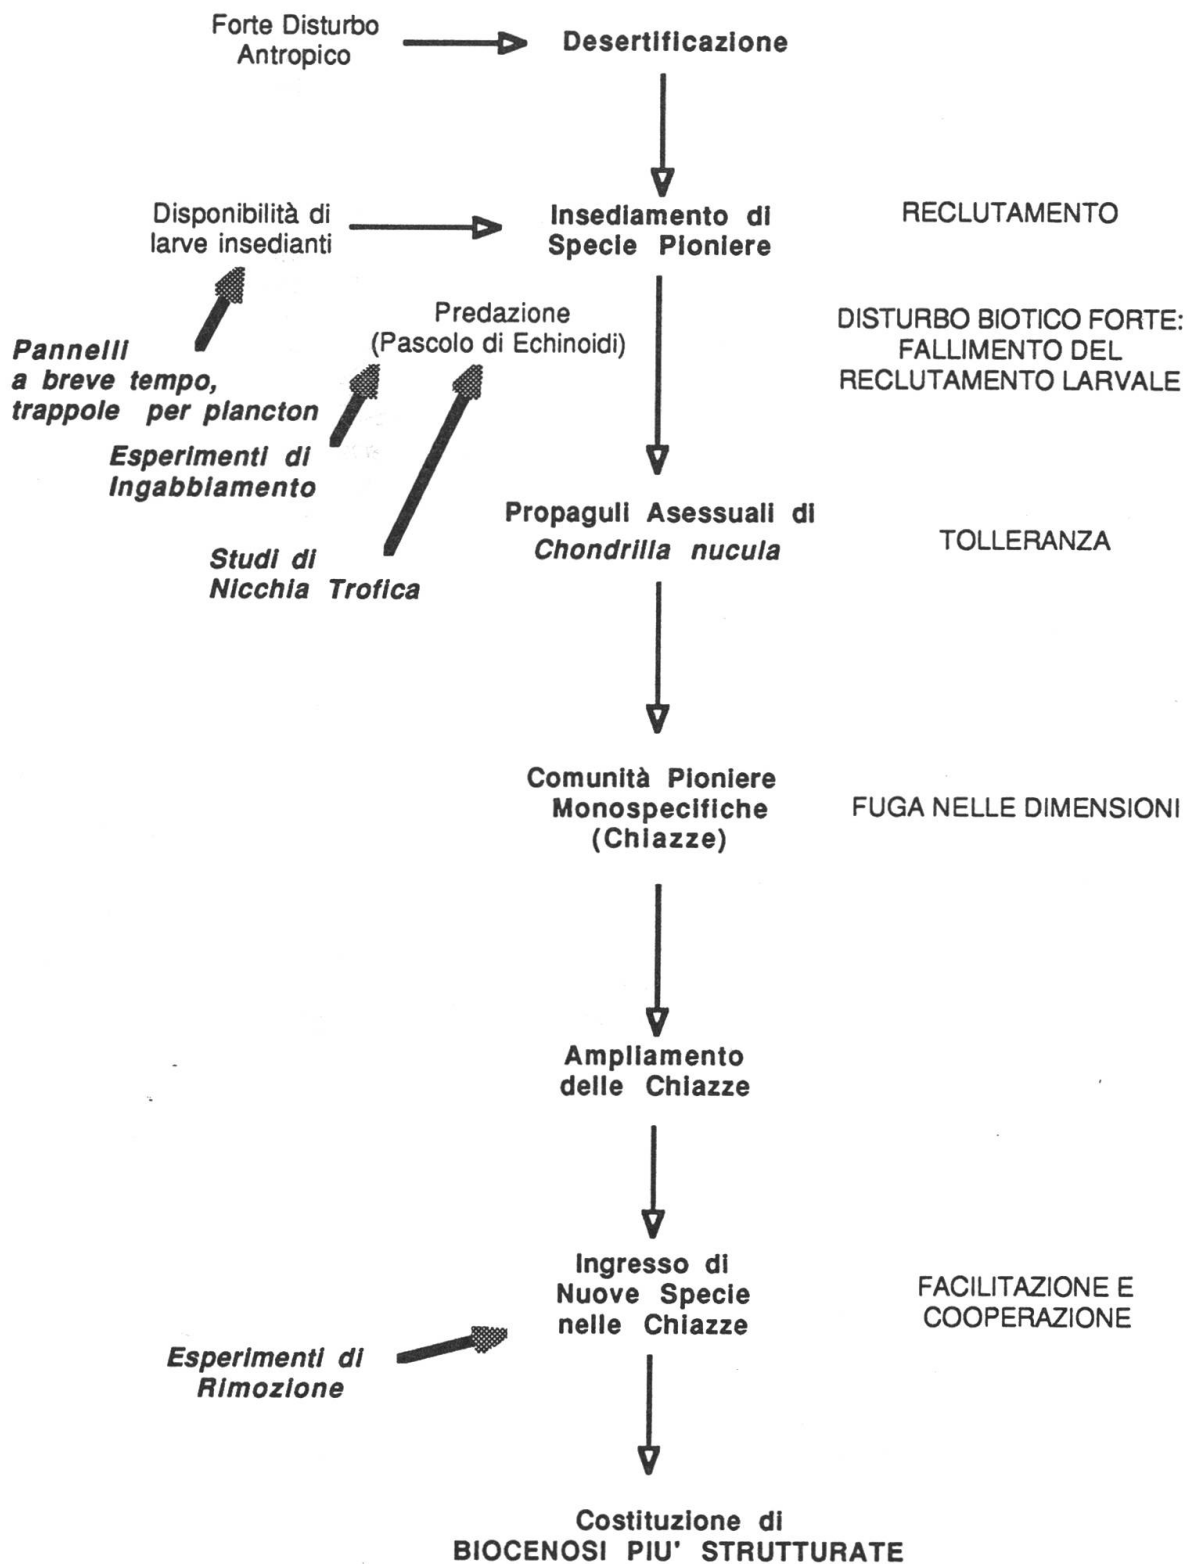 Forte Disturbo
Antropico
Desertificazione
Disponibilità di
larve insedianti
Insediamento di
Specie Pioniere
RECLUTAMENTO
Predazione
(Pascolo di Echinoidi)
DISTURBO BIOTICO FORTE:
FALLIMENTO DEL
RECLUTAMENTO LARVALE
Pannelli
a breve tempo,
trappole per plancton
Esperimenti di
Ingabbiamento
Studi di
Nicchia Trofica
Propaguli Asessuali di
Chondrilla nucula
TOLLERANZA
Comunità Pioniere
Monospecifiche
(Chiazze)
FUGA NELLE DIMENSIONI
Ampliamento
delle Chiazze
Ingresso di
Nuove Specie
nelle Chiazze
FACILITAZIONE E
COOPERAZIONE
Esperimenti di
Rimozione
Costituzione di
BIOCENOSI PIU' STRUTTURATE